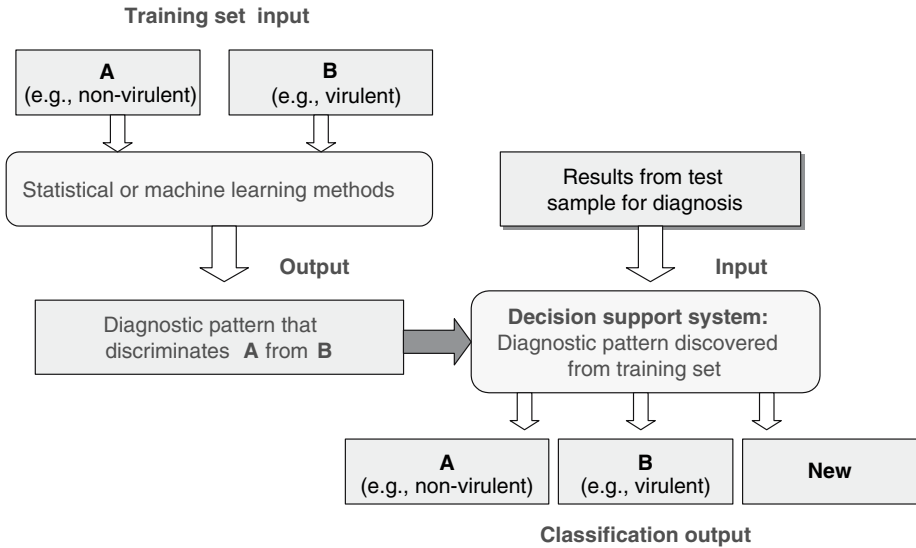 Training set input
A
(e.g., non-virulent)
B
(e.g., virulent)
Statistical or machine learning methods
Results from test
sample for diagnosis
Output
Input
Diagnostic pattern that
discriminates A from B
Decision support system:
Diagnostic pattern discovered
from training set
A
(e.g., non-virulent)
B
(e.g., virulent)
New
Classification output